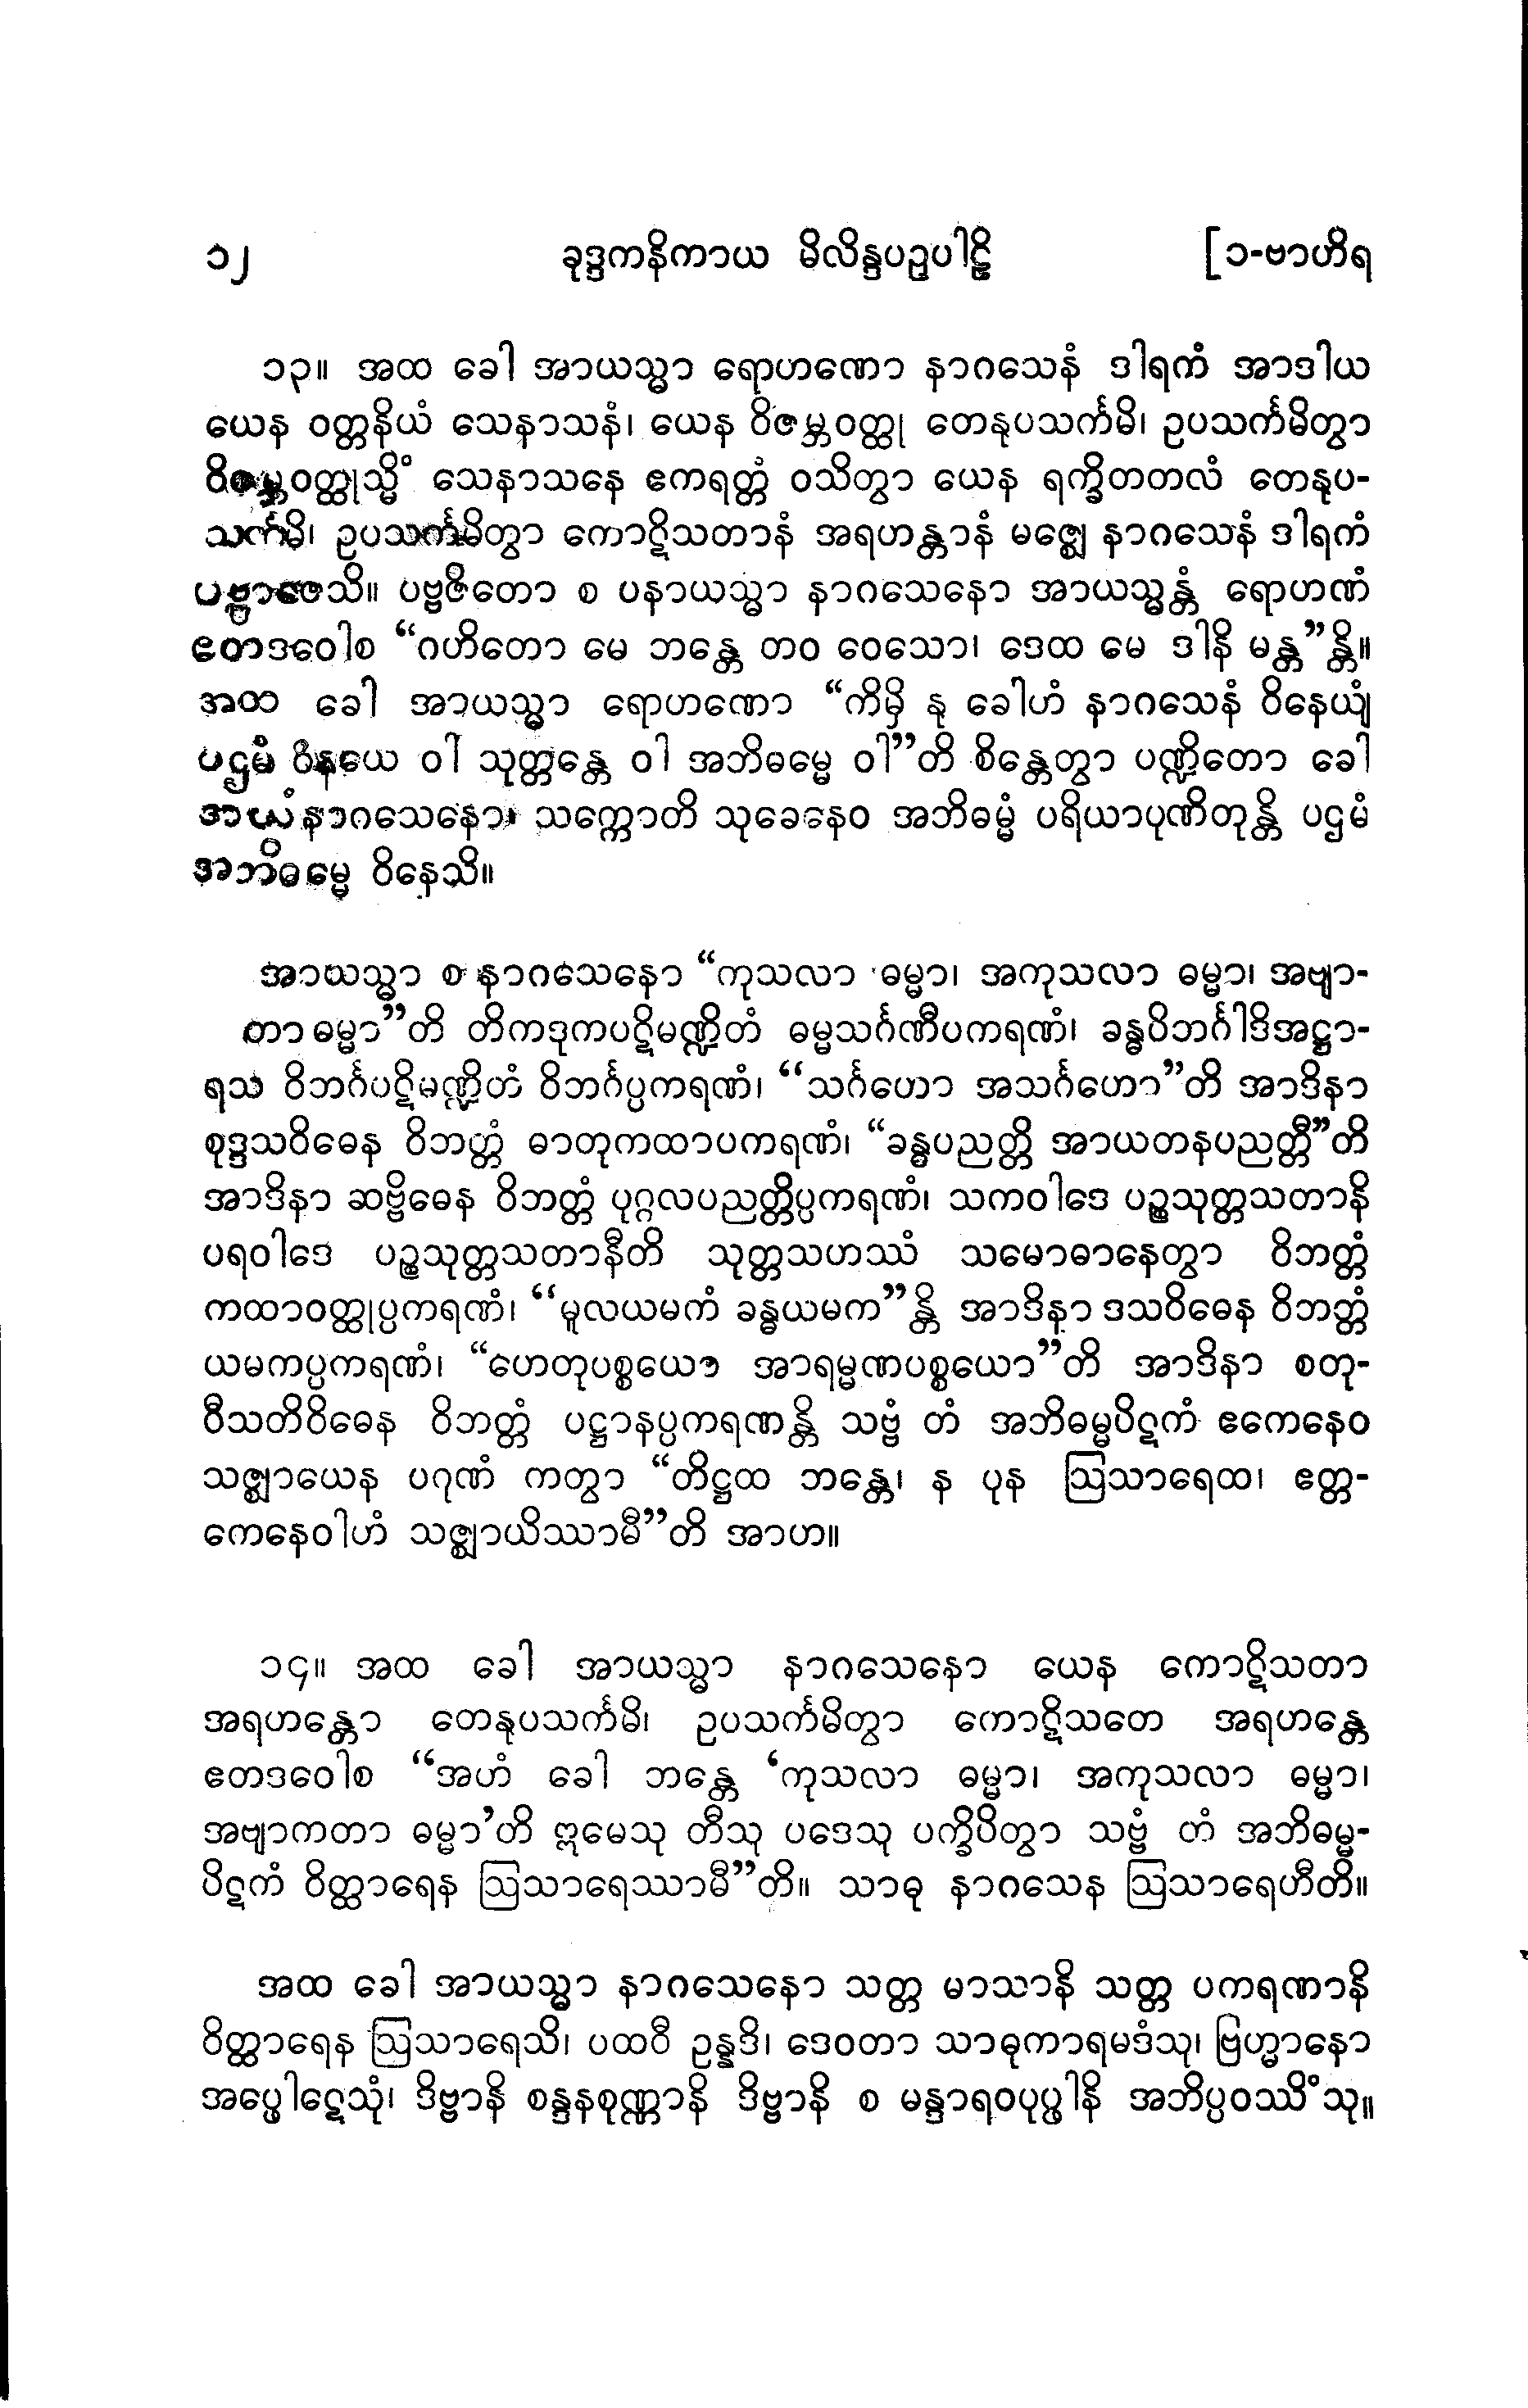 ၁၂ ခုဒ္ဒကနိကာယ မိလိန္ဒပဉှပါဠိ [၁-ဗာဟိရ
၁၃။ အထ ခေါ အာယသ္မာ ရောဟဏော နာဂသေနံ ဒါရကံ အာဒါယ
ယေန ဝတ္တနိယံ သေနာသနံ၊ ယေန ဝိဇမ္ဘဝတ္ထု တေနုပသင်္ကမိ၊ ဥပသင်္ကမိတွာ
ဝိဇမ္ဘဝတ္ထုသ္မိံ သေနာသနေ ဧကရတ္တံ ဝသိတွာ ယေန ရက္ခိတတလံ တေနုပ-
သင်္ကမိ၊ ဥပသင်္ကမိတွာ ကောဋိသတာနံ အရဟန္တာနံ မဇ္ဈေ နာဂသေနံ ဒါရကံ
ပဗ္ဗာဇေသိ။ ပဗ္ဗဇိတော စ ပနာယသ္မာ နာဂသေနော အာယသ္မန္တံ ရောဟဏံ
ဧတဒဝေါစ “ဂဟိတော မေ ဘန္တေ တဝ ဝေသော၊ ဒေထ မေ ဒါနိ မန္တ”န္တိ။
အထ ခေါ အာယသ္မာ ရောဟဏော “ကိမှိ နု ခေါဟံ နာဂသေနံ ဝိနေယျံ
ပဌမံ ဝိနယေ ဝါ သုတ္တန္တေ ဝါ အဘိဓမ္မေ ဝါ”တိ စိန္တေတွာ ပဏ္ဍိတော ခေါ
အယံ နာဂသေနော၊ သက္ကောတိ သုခေနေဝ အဘိဓမ္မံ ပရိယာပုဏိတုန္တိ ပဌမံ
အဘိဓမ္မေ ဝိနေသိ။
အာယသ္မာ စ နာဂသေနော “ကုသလာ ဓမ္မာ၊ အကုသလာ ဓမ္မာ၊ အဗျာ-
တာ ဓမ္မာ”တိ တိကဒုကပဋိမဏ္ဍိတံ ဓမ္မသင်္ဂဏီပကရဏံ၊ ခန္ဓဝိဘင်္ဂါဒိအဋ္ဌာ-
ရသ ဝိဘင်္ဂပဋိမဏ္ဍိတံ ဝိဘင်္ဂပ္ပကရဏံ၊ “သင်္ဂဟော အသင်္ဂဟော”တိ အာဒိနာ
စုဒ္ဒသဝိဓေန ဝိဘတ္တံ ဓာတုကထာပကရဏံ၊ “ခန္ဓပညတ္တိ အာယတနပညတ္တီ”တိ
အာဒိနာ ဆဗ္ဗိဓေန ဝိဘတ္တံ ပုဂ္ဂလပညတ္တိပ္ပကရဏံ၊ သကဝါဒေ ပဉ္စသုတ္တသတာနိ
ပရဝါဒေ ပဉ္စသုတ္တသတာနီတိ သုတ္တသဟဿံ သမောဓာနေတွာ ဝိဘတ္တံ
ကထာဝတ္ထုပ္ပကရဏံ၊ “မူလယမကံ ခန္ဓယမက”န္တိ အာဒိနာ ဒသဝိဓေန ဝိဘတ္တံ
ယမကပ္ပကရဏံ၊ “ဟေတုပစ္စယော အာရမ္မဏပစ္စယော”တိ အာဒိနာ စတု-
ဝီသတိဝိဓေန ဝိဘတ္တံ ပဋ္ဌာနပ္ပကရဏန္တိ သဗ္ဗံ တံ အဘိဓမ္မပိဋကံ ဧကေနေဝ
သဇ္ဈာယေန ပဂုဏံ ကတွာ “တိဋ္ဌထ ဘန္တေ၊ န ပုန ဩသာရေထ၊ ဧတ္တ-
ကေနေဝါဟံ သဇ္ဈာယိဿာမီ”တိ အာဟ။
၁၄။ အထ ခေါ အာယသ္မာ နာဂသေနော ယေန ကောဋိသတာ
အရဟန္တော တေနုပသင်္ကမိ၊ ဥပသင်္ကမိတွာ ကောဋိသတေ အရဟန္တေ
ဧတဒဝေါစ “အဟံ ခေါ ဘန္တေ ‘ကုသလာ ဓမ္မာ၊ အကုသလာ ဓမ္မာ၊
အဗျာကတာ ဓမ္မာ’တိ ဣမေသု တီသု ပဒေသု ပက္ခိပိတွာ သဗ္ဗံ တံ အဘိဓမ္မ-
ပိဋကံ ဝိတ္ထာရေန ဩသာရေဿာမီ”တိ။ သာဓု နာဂသေန ဩသာရေဟီတိ။
အထ ခေါ အာယသ္မာ နာဂသေနော သတ္တ မာသာနိ သတ္တ ပကရဏာနိ
ဝိတ္ထာရေန ဩသာရေသိ၊ ပထဝီ ဥန္နဒိ၊ ဒေဝတာ သာဓုကာရမဒံသု၊ ဗြဟ္မာနော
အပ္ဖေါဋေသုံ၊ ဒိဗ္ဗာနိ စန္ဒနစုဏ္ဏာနိ ဒိဗ္ဗာနိ စ မန္ဒာရဝပုပ္ဖါနိ အဘိပ္ပဝဿိံသု။